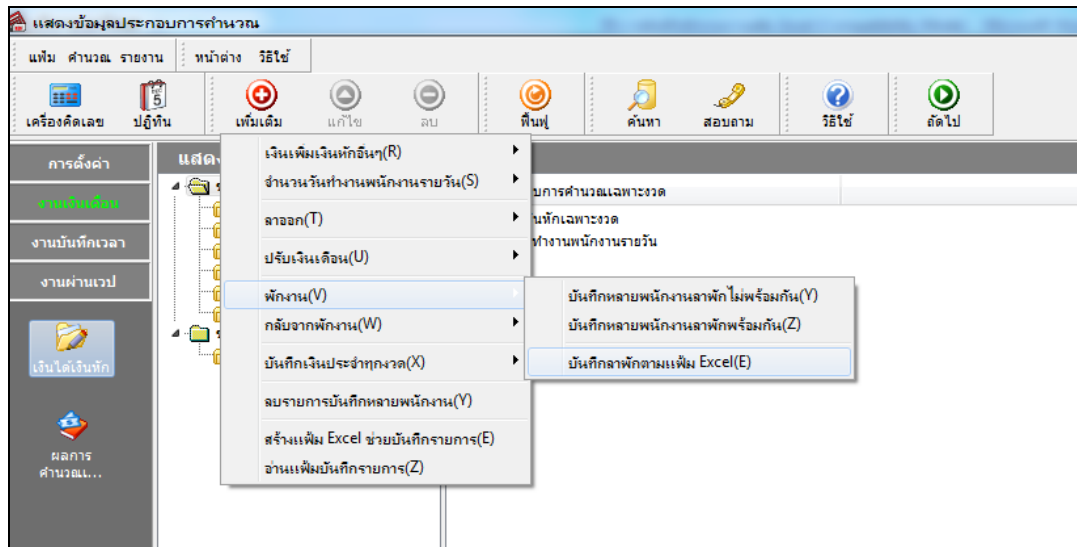 แสดงข้อมูลประกอบการคำนวณ
แฟ้ม คำนวณ รายงาน หน้าต่าง วิธีใช้
เครื่องคิดเลข ปฏิทิน เพิ่มเติม แก้ไข ลบ ฟื้นฟู ค้นหา สอบถาม วิธีใช้ ถัดไป
การตั้งค่า
งานเงินเดือน
งานบันทึกเวลา
งานผ่านเวป
เงินได้เงินหัก
ผลการ
คำนวณเ...
แสดง
เงินเพิ่มเงินหักอื่นๆ(R)
จำนวนวันทำงานพนักงานรายวัน(S)
ลาออก(T)
ปรับเงินเดือน(U)
พักงาน(V)
กลับจากพักงาน(W)
บันทึกเงินประจำทุกงวด(X)
ลบรายการบันทึกหลายพนักงาน(Y)
สร้างแฟ้ม Excel ช่วยบันทึกรายการ(E)
อ่านแฟ้มบันทึกรายการ(Z)
บการคำนวณเฉพาะงวด
นหักเฉพาะงวด
ทำงานพนักงานรายวัน
บันทึกหลายพนักงานลาพักไม่พร้อมกัน(Y)
บันทึกหลายพนักงานลาพักพร้อมกัน(Z)
บันทึกลาพักตามแฟ้ม Excel(E)